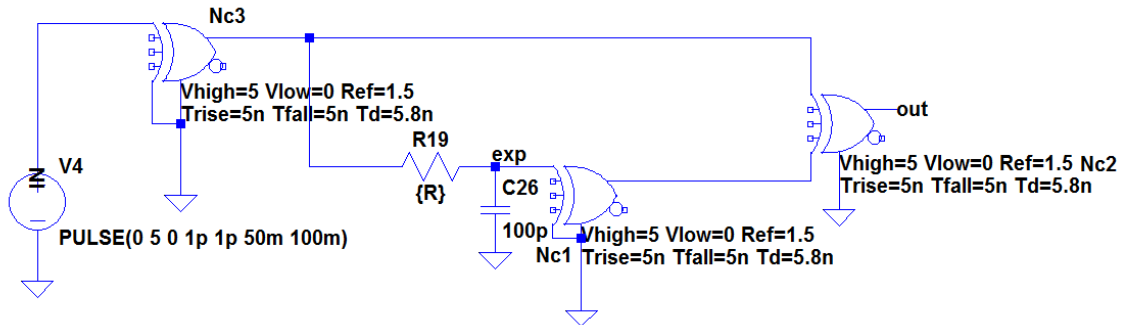 Nc3
Vhigh=5 Vlow=0 Ref=1.5
Trise=5n Tfall=5n Td=5.8n
out
R19
{R}
exp
C26
100p
V4
IN
PULSE(0 5 0 1p 1p 50m 100m)
Vhigh=5 Vlow=0 Ref=1.5 Nc2
Trise=5n Tfall=5n Td=5.8n
Vhigh=5 Vlow=0 Ref=1.5
Nc1
Trise=5n Tfall=5n Td=5.8n